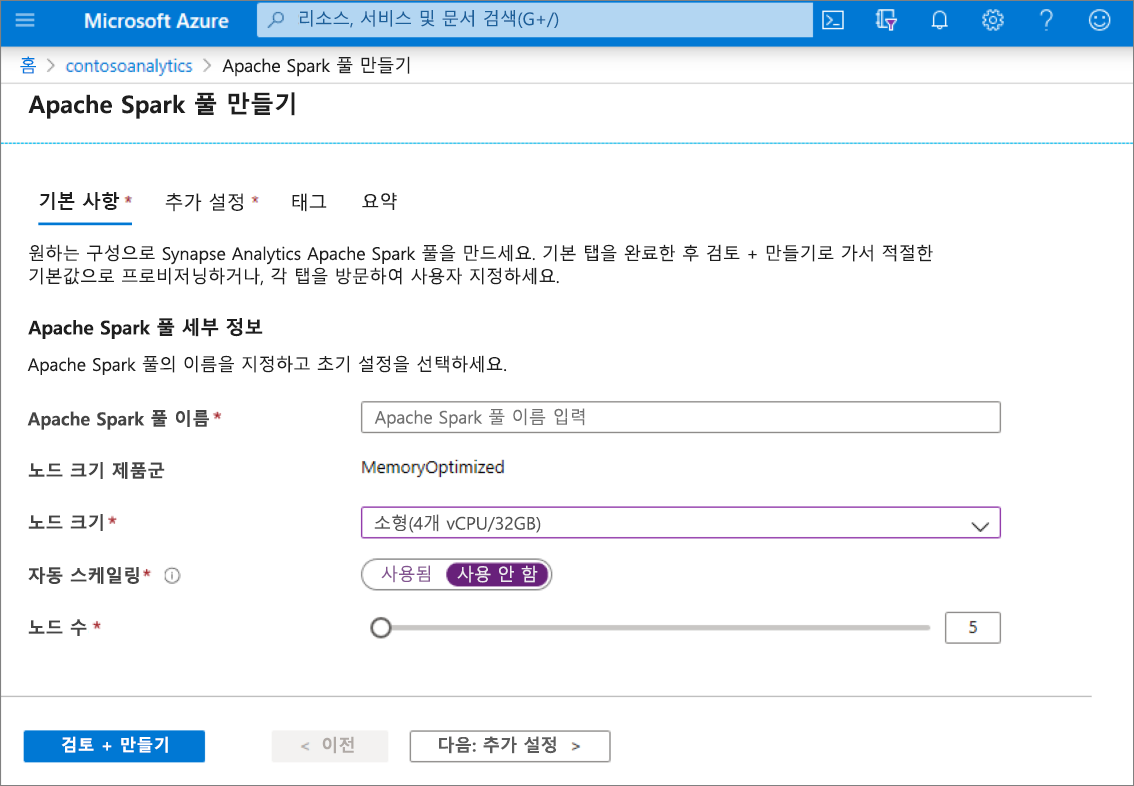 Microsoft Azure
리소스, 서비스 및 문서 검색(G+/)
홈 > contosoanalytics > Apache Spark 풀 만들기
Apache Spark 풀 만들기
기본 사항 * 추가 설정 * 태그 요약
원하는 구성으로 Synapse Analytics Apache Spark 풀을 만드세요. 기본 탭을 완료한 후 검토 + 만들기로 가서 적절한
기본값으로 프로비저닝하거나, 각 탭을 방문하여 사용자 지정하세요.
Apache Spark 풀 세부 정보
Apache Spark 풀의 이름을 지정하고 초기 설정을 선택하세요.
Apache Spark 풀 이름 * Apache Spark 풀 이름 입력
노드 크기 제품군 MemoryOptimized
노드 크기 * 소형(4개 vCPU/32GB)
자동 스케일링 * 사용됨 사용 안 함
노드 수 * 5
검토 + 만들기 < 이전 다음: 추가 설정 >